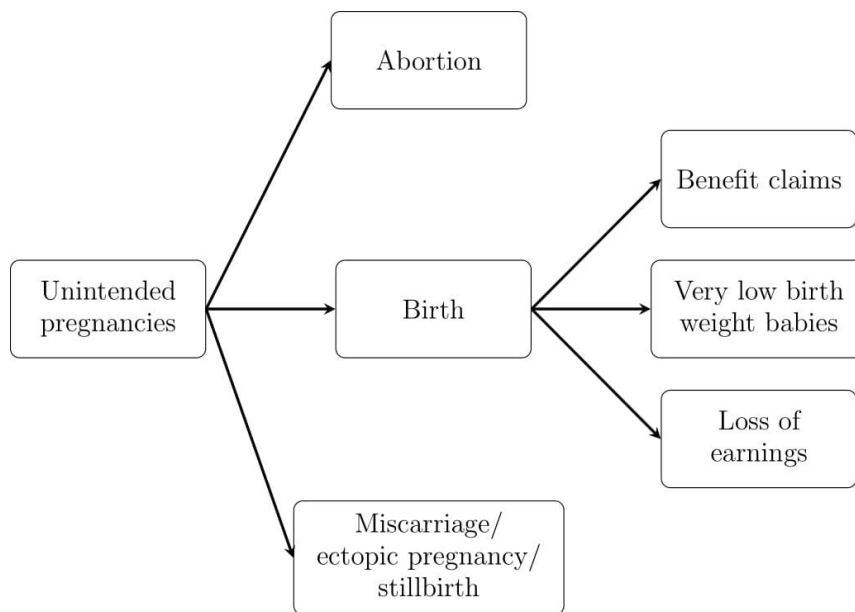 Abortion
Benefit claims
Unintended
pregnancies
Birth
Very low birth
weight babies
Loss of
earnings
Miscarriage/
ectopic pregnancy/
stillbirth